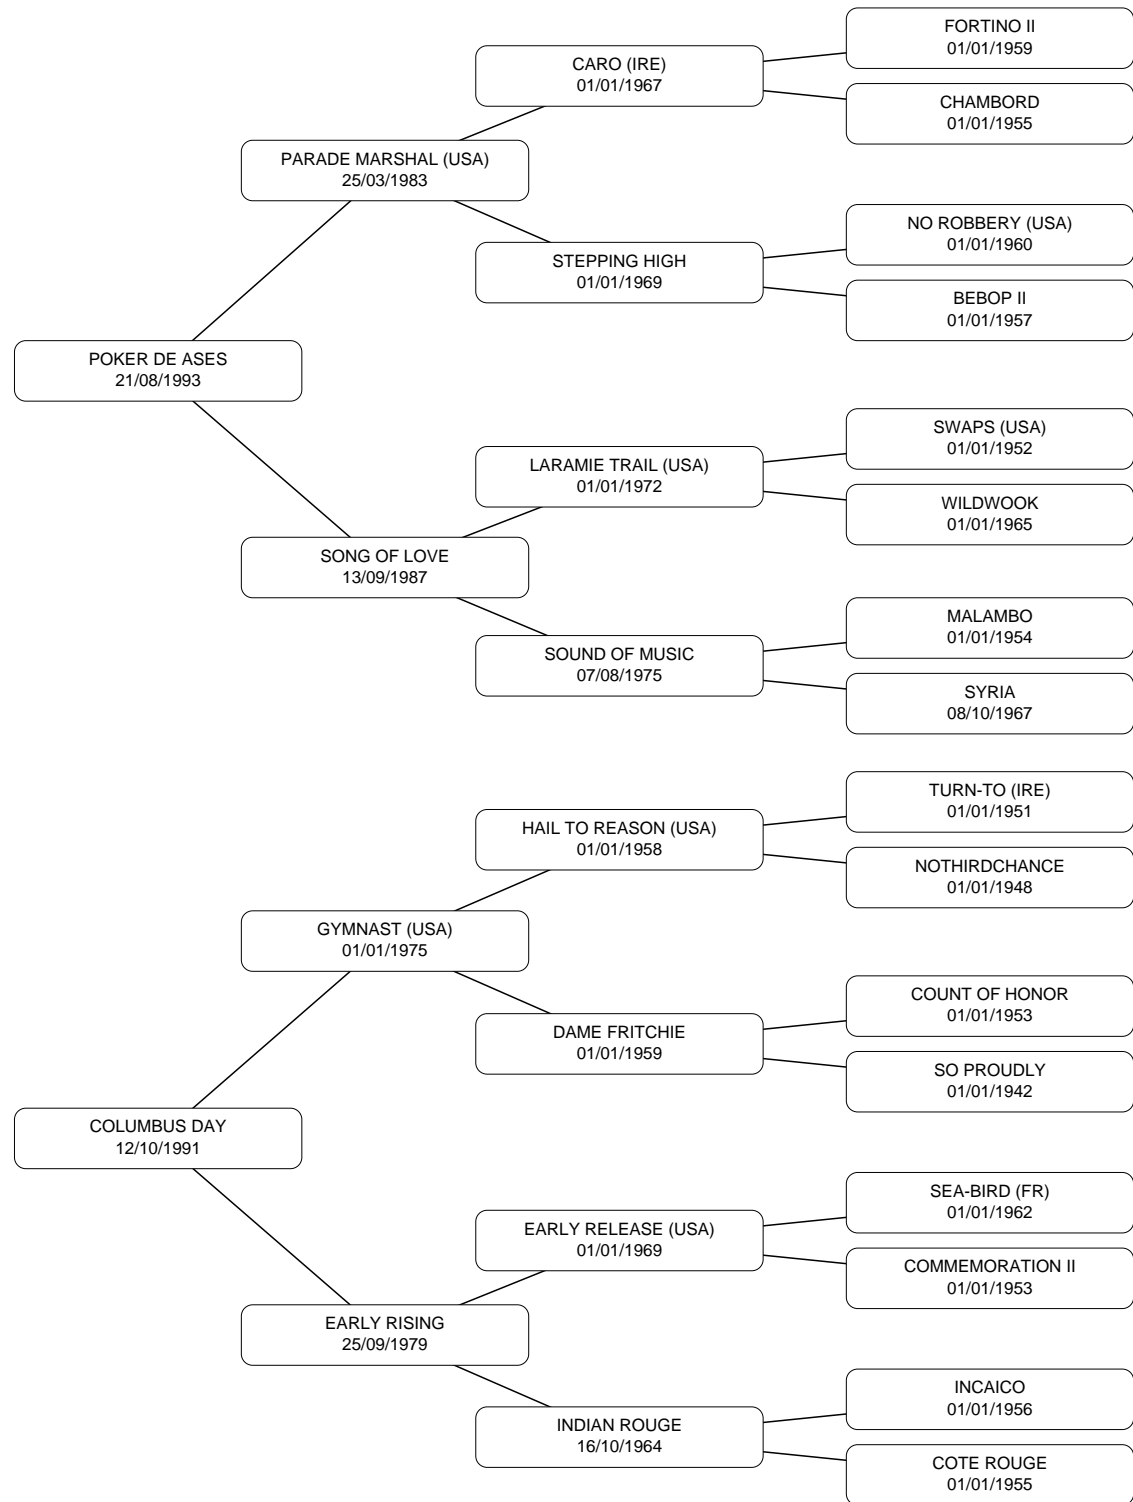 FORTINO II
01/01/1959
CARO (IRE)
01/01/1967
CHAMBORD
01/01/1955
PARADE MARSHAL (USA)
25/03/1983
NO ROBBERY (USA)
01/01/1960
STEPPING HIGH
01/01/1969
BEBOP II
01/01/1957
POKER DE ASES
21/08/1993
SWAPS (USA)
01/01/1952
LARAMIE TRAIL (USA)
01/01/1972
WILDWOOK
01/01/1965
SONG OF LOVE
13/09/1987
MALAMBO
01/01/1954
SOUND OF MUSIC
07/08/1975
SYRIA
08/10/1967
TURN-TO (IRE)
01/01/1951
HAIL TO REASON (USA)
01/01/1958
NOTHIRDCHANCE
01/01/1948
GYMNAST (USA)
01/01/1975
COUNT OF HONOR
01/01/1953
DAME FRITCHIE
01/01/1959
SO PROUDLY
01/01/1942
COLUMBUS DAY
12/10/1991
SEA-BIRD (FR)
01/01/1962
EARLY RELEASE (USA)
01/01/1969
COMMEMORATION II
01/01/1953
EARLY RISING
25/09/1979
INCAICO
01/01/1956
INDIAN ROUGE
16/10/1964
COTE ROUGE
01/01/1955